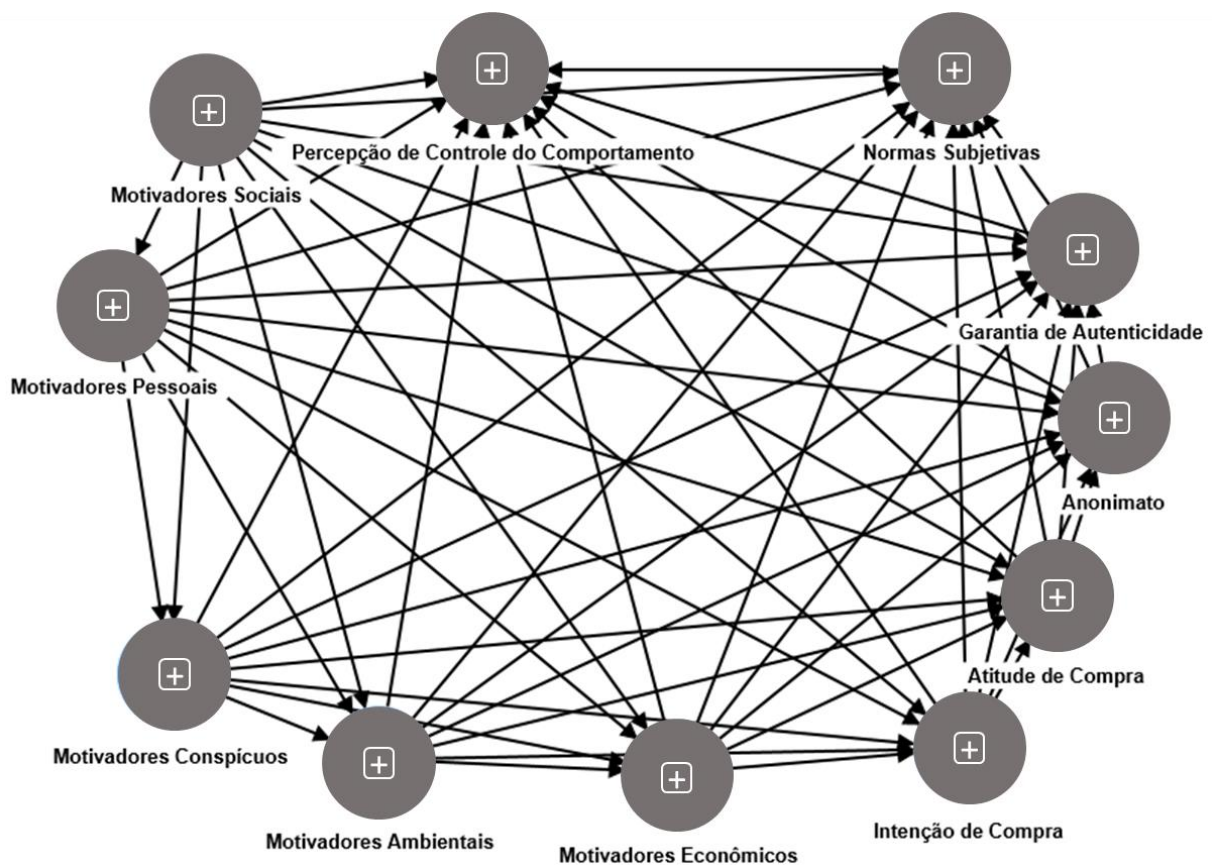 Percepção de Controle do Comportamento
Normas Subjetivas
Motivadores Sociais
Garantia de Autenticidade
Motivadores Pessoais
Anonimato
Atitude de Compra
Motivadores Conspícuos
Intenção de Compra
Motivadores Ambientais
Motivadores Econômicos